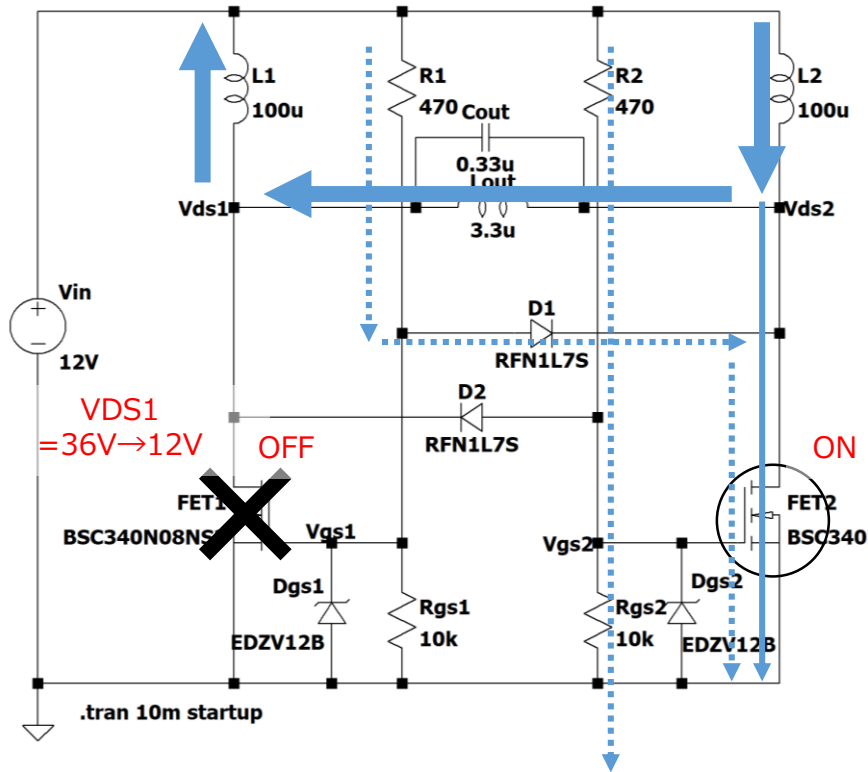 L1
100u
R1
470
R2
470
L2
100u
Cout
0.33u
Lout
3.3u
Vds1
Vds2
Vin
12V
D1
RFN1L7S
D2
RFN1L7S
VDS1
=36V→12V
OFF
ON
FET1
BSC340N08NS
FET2
BSC340
Vgs1
Vgs2
Dgs1
EDZV12B
Rgs1
10k
Rgs2
10k
Dgs2
EDZV12B
.tran 10m startup